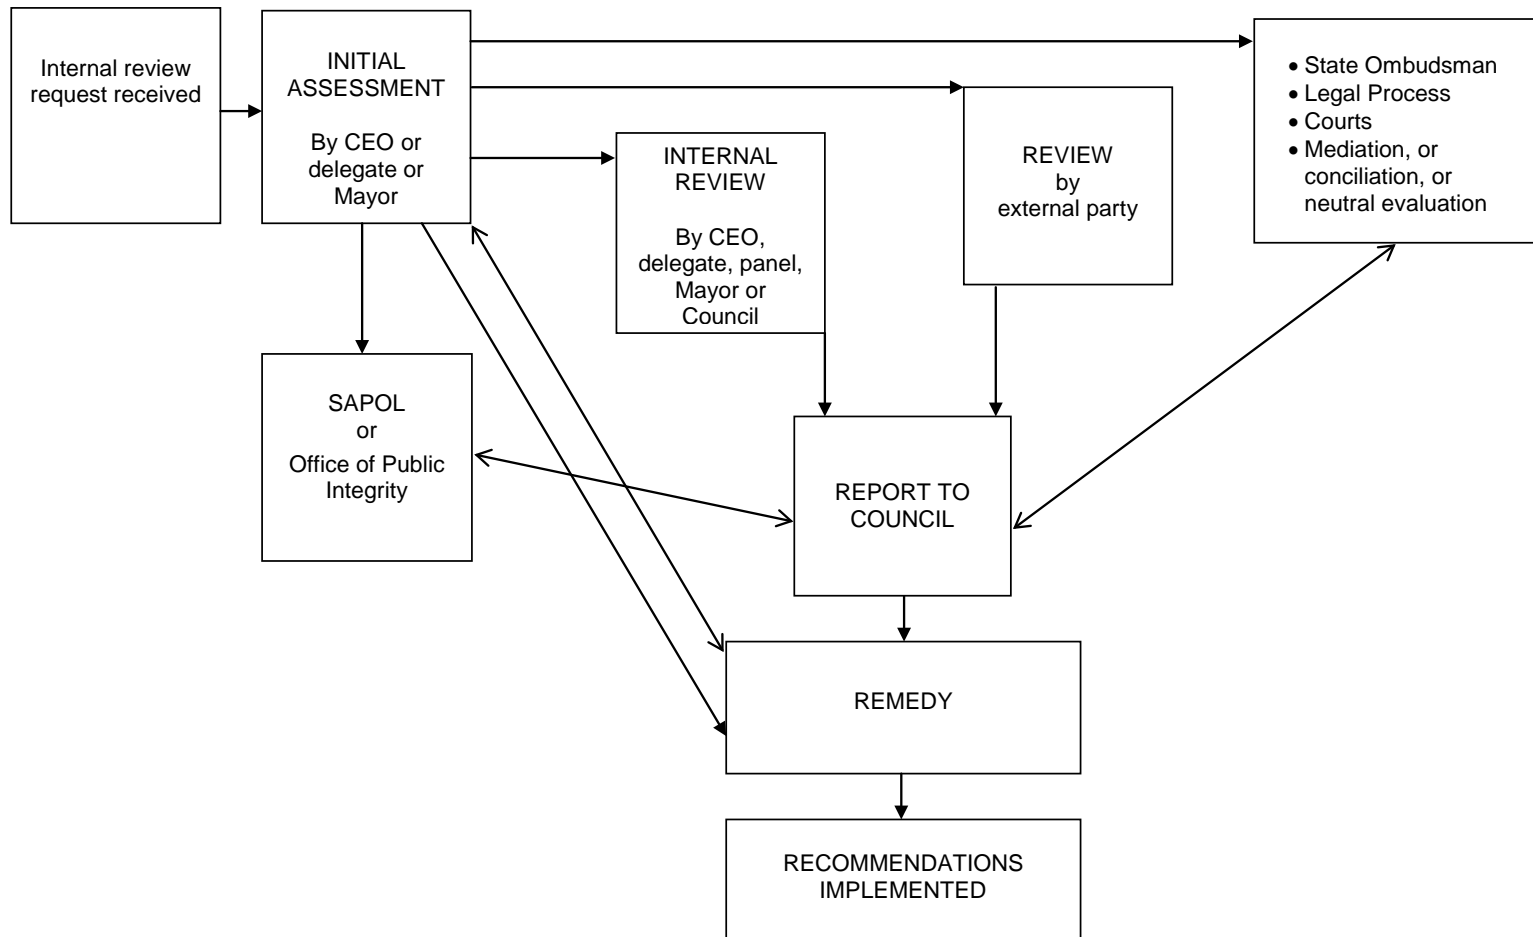 Internal review
request received
INITIAL
ASSESSMENT
By CEO or
delegate or
Mayor
INTERNAL
REVIEW
By CEO,
delegate, panel,
Mayor or
Council
REVIEW
by
external party
• State Ombudsman
• Legal Process
• Courts
• Mediation, or
conciliation, or
neutral evaluation
SAPOL
or
Office of Public
Integrity
REPORT TO
COUNCIL
REMEDY
RECOMMENDATIONS
IMPLEMENTED